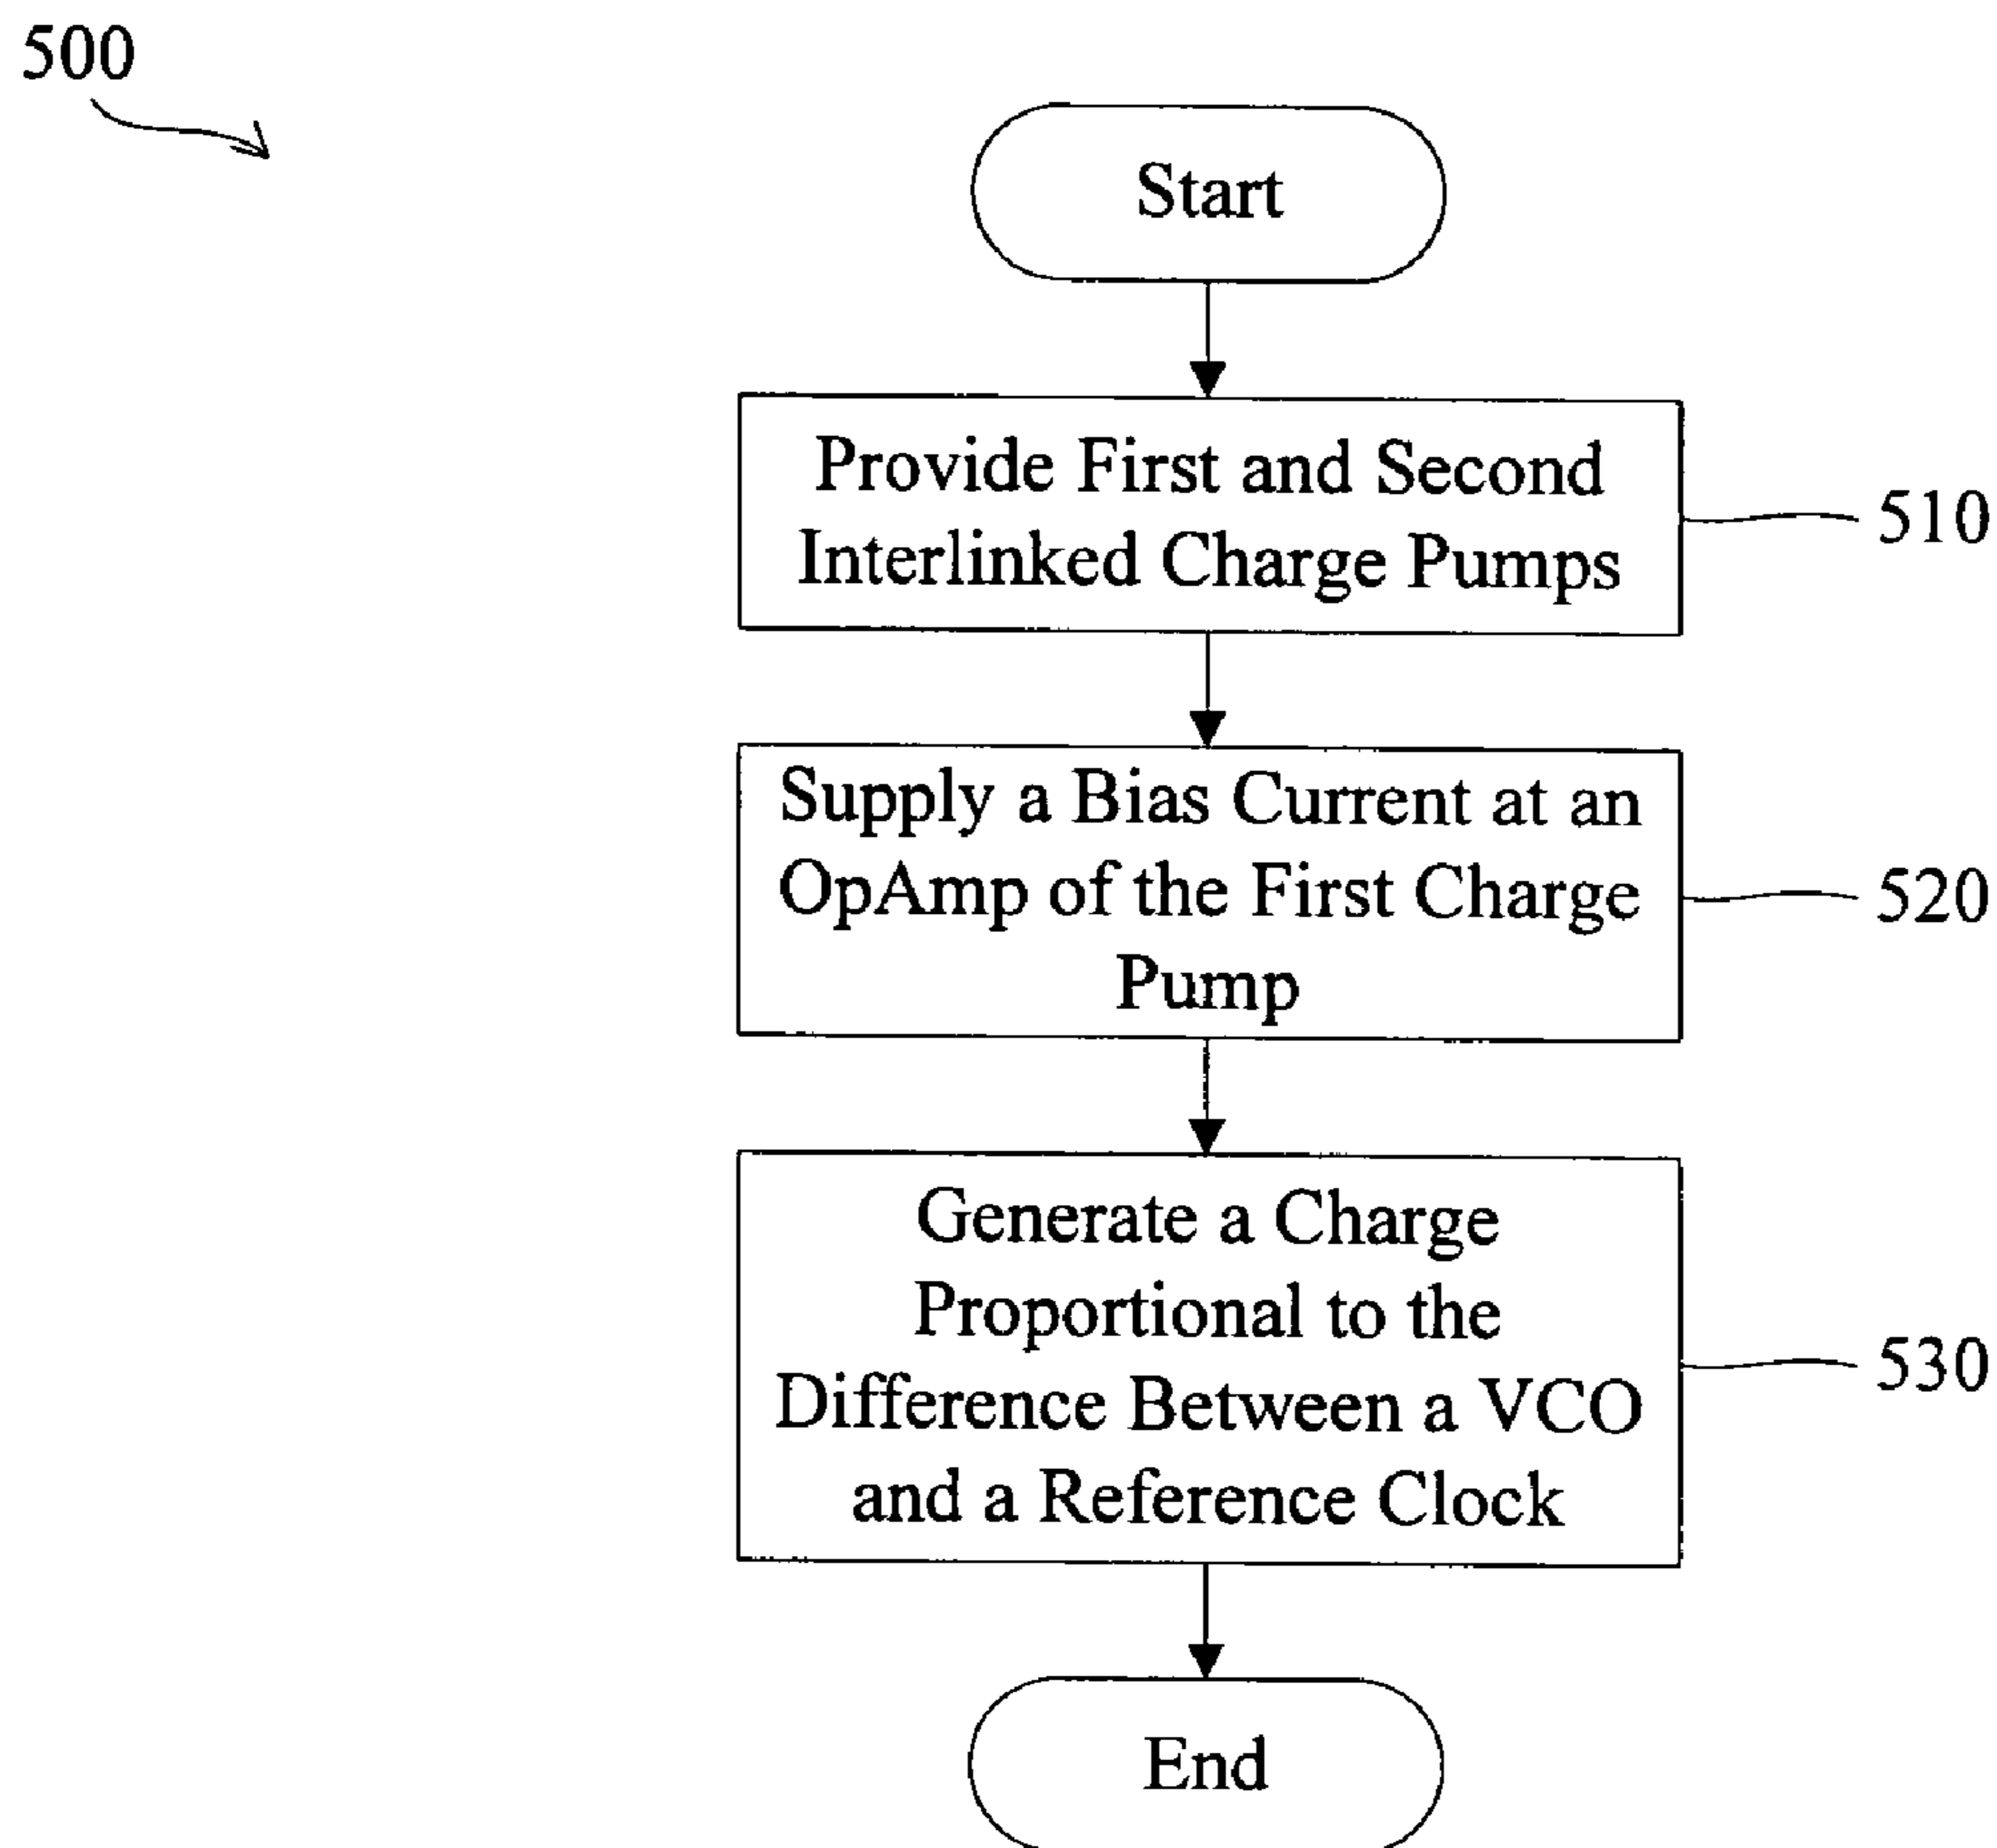 500
Start
Provide First and Second
Interlinked Charge Pumps
510
Supply a Bias Current at an
OpAmp of the First Charge
Pump
520
Generate a Charge
Proportional to the
Difference Between a VCO
and a Reference Clock
530
End